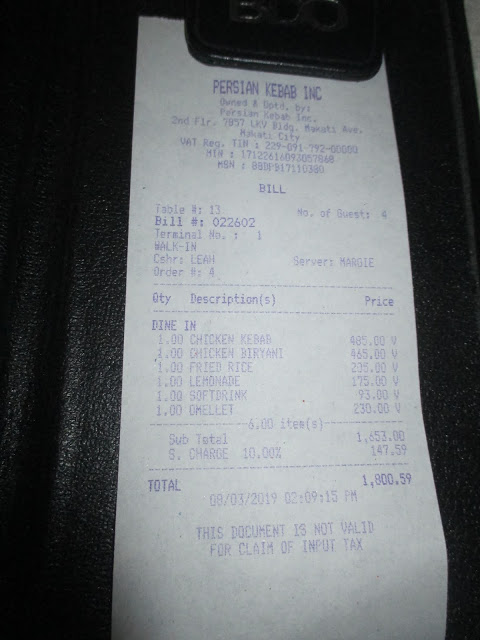 BDO
PERSIAN KEBAB INC
Owned & Optd. by:
Persian Kebab Inc.
2nd Flr. 7857 LKV Bldg. Makati Ave.
Makati City
VAT Reg. TIN : 229-091-792-00000
MIN : 17122616093057868
MSN : BBDPB17110380
BILL
Table #: 13 No. of Guest: 4
Bill #: 022602
Terminal No. : 1
WALK-IN
Cshr: LEAH Server: MARGIE
Order #: 4
Qty Description(s) Price
DINE IN
1.00 CHICKEN KEBAB 485.00 V
1.00 CHICKEN BIRYANI 465.00 V
1.00 FRIED RICE 205.00 V
1.00 LEMONADE 175.00 V
1.00 SOFTDRINK 93.00 V
1.00 OMELLET 230.00 V
6.00 item(s)
Sub Total 1,653.00
S. CHARGE 10.00% 147.59
TOTAL 1,800.59
08/03/2019 02:09:15 PM
THIS DOCUMENT IS NOT VALID
FOR CLAIM OF INPUT TAX